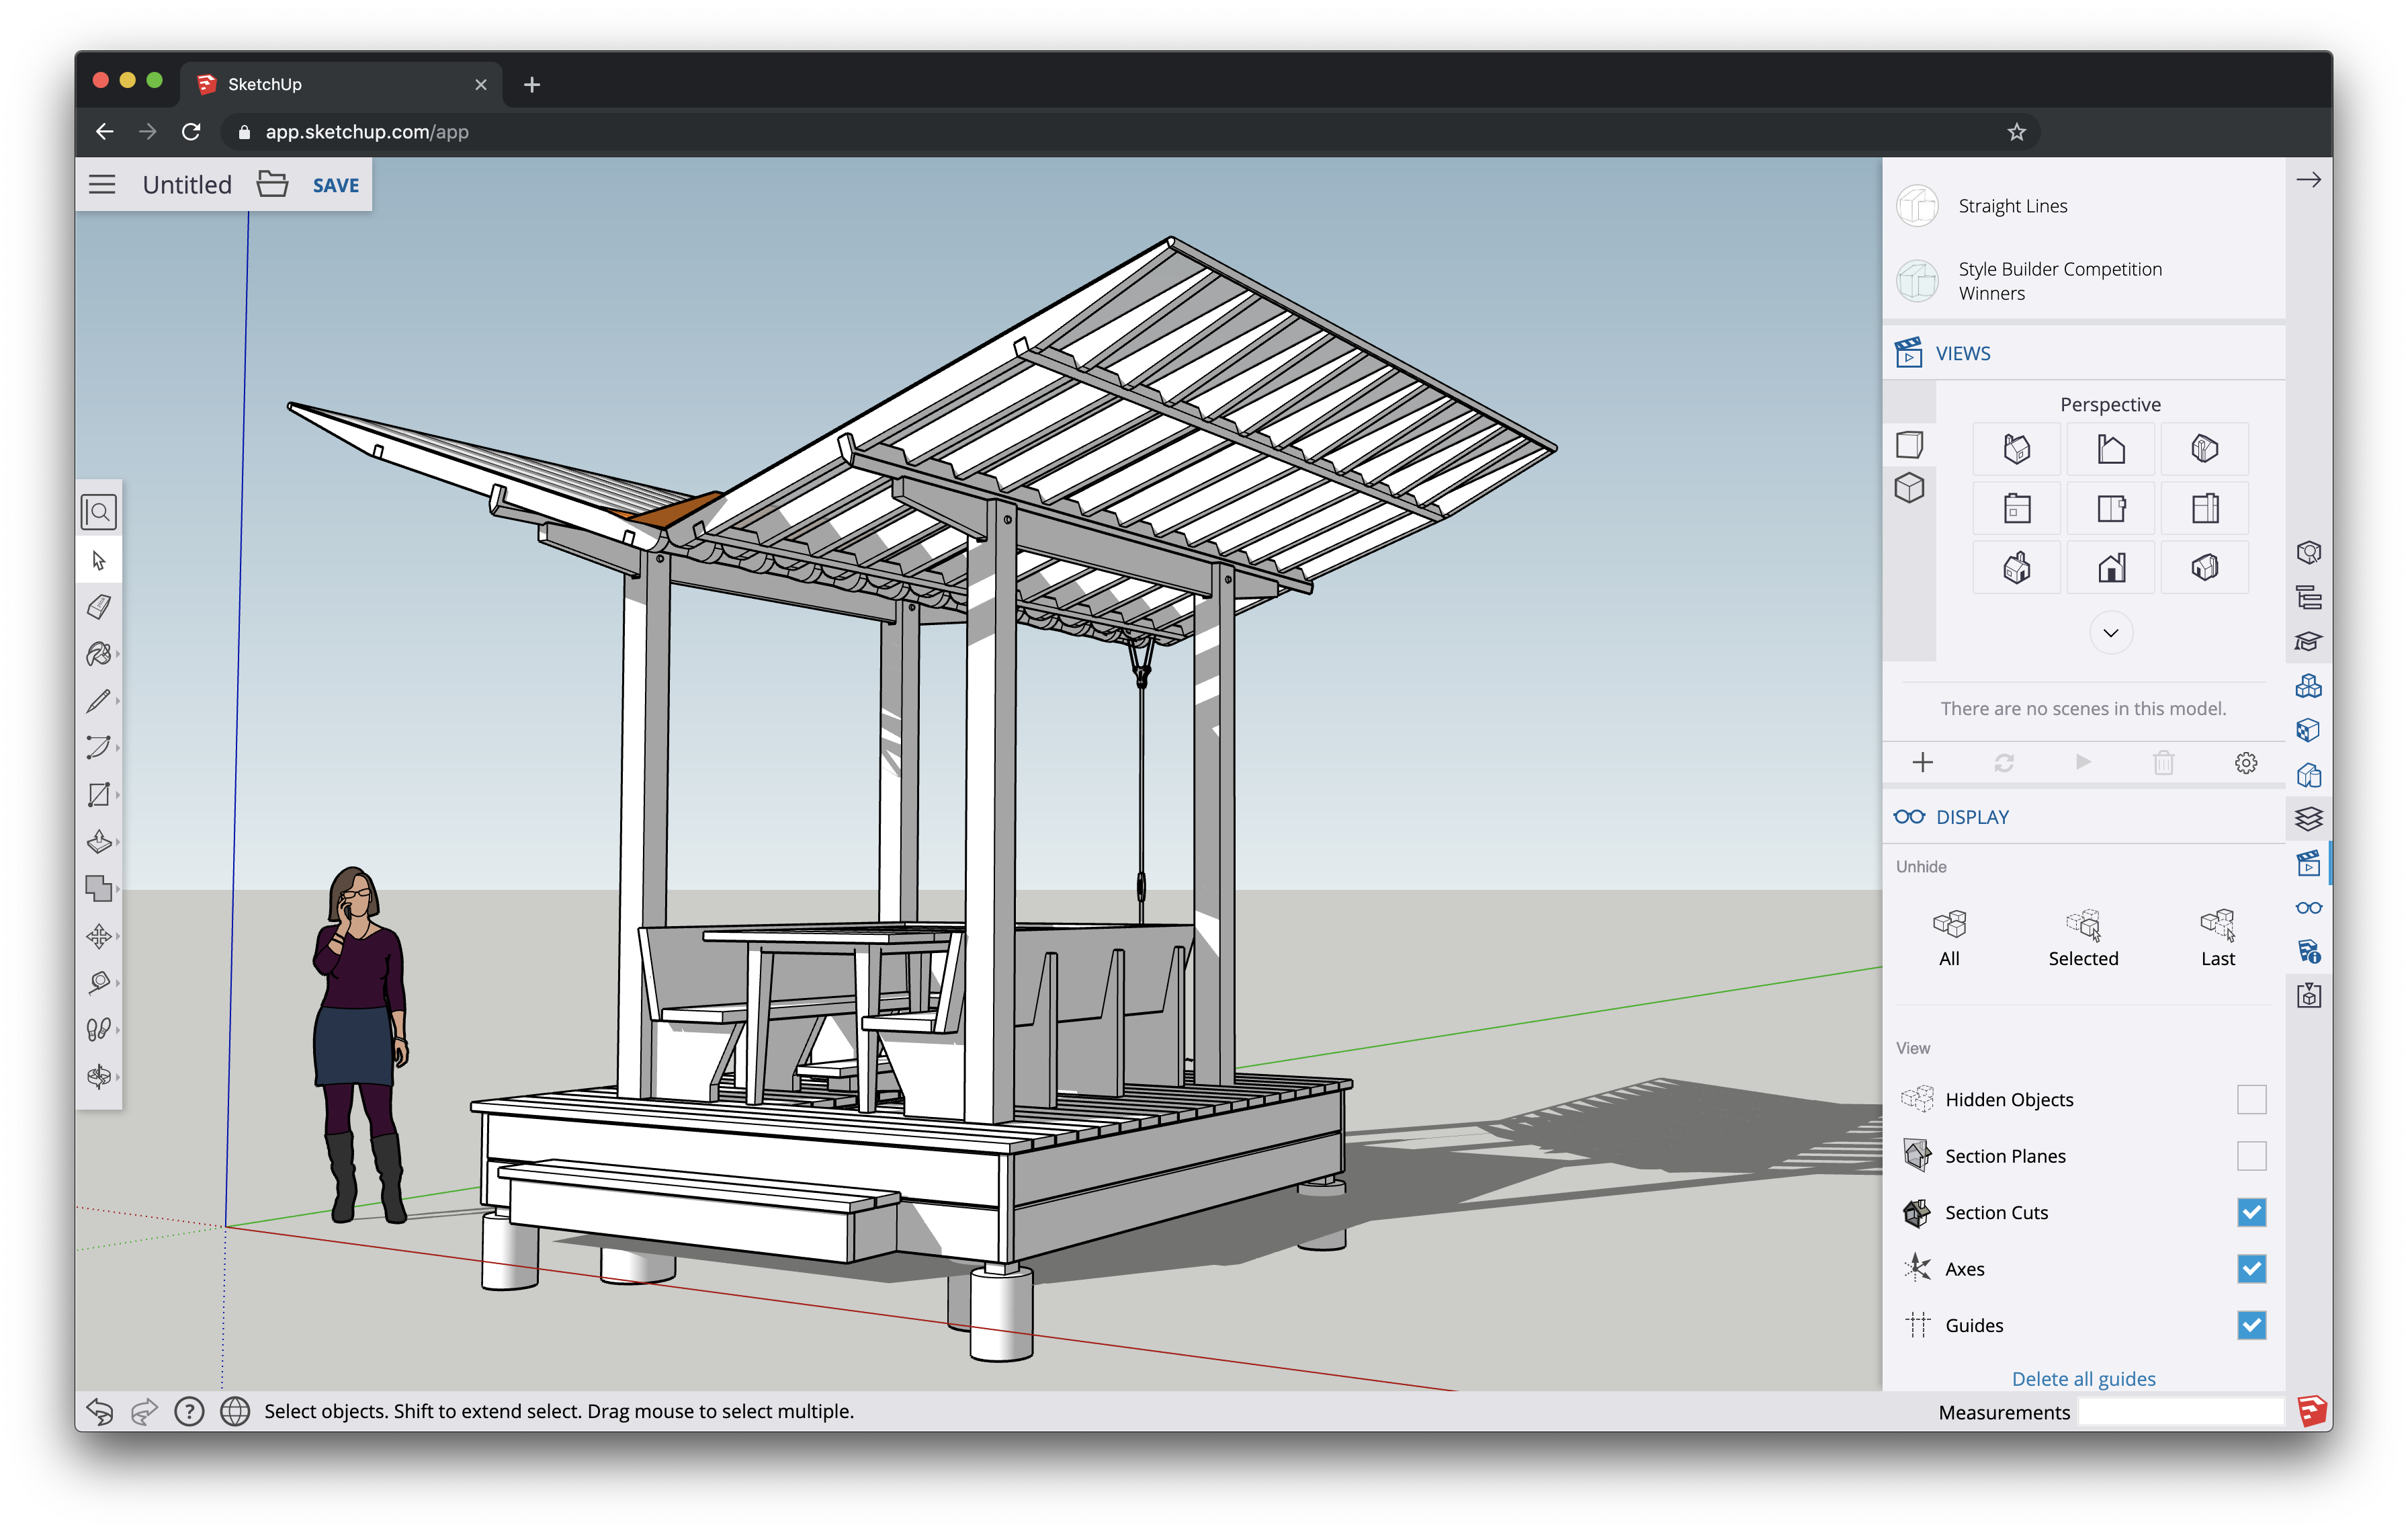 SketchUp
app.sketchup.com/app
Untitled
SAVE
Straight Lines
Style Builder Competition
Winners
VIEWS
Perspective
There are no scenes in this model.
DISPLAY
Unhide
All
Selected
Last
View
Hidden Objects
Section Planes
Section Cuts
Axes
Guides
Delete all guides
Select objects. Shift to extend select. Drag mouse to select multiple.
Measurements